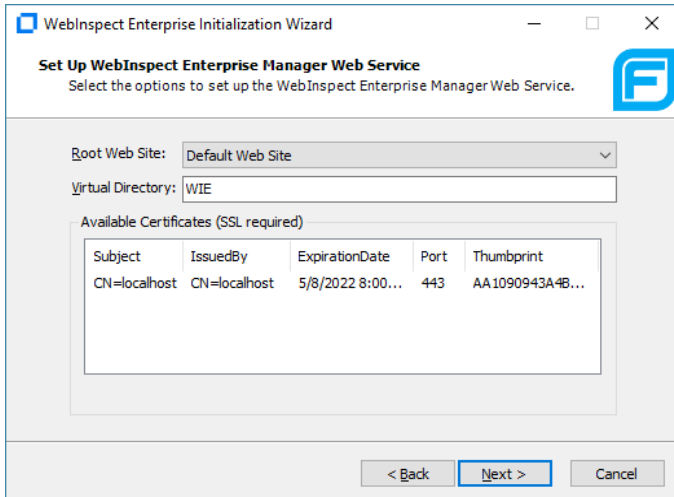 WebInspect Enterprise Initialization Wizard
Set Up WebInspect Enterprise Manager Web Service
Select the options to set up the WebInspect Enterprise Manager Web Service.
Root Web Site: Default Web Site
Virtual Directory: WIE
Available Certificates (SSL required)
Subject IssuedBy ExpirationDate Port Thumbprint
CN=localhost CN=localhost 5/8/2022 8:00... 443 AA1090943A4B...
< Back Next > Cancel